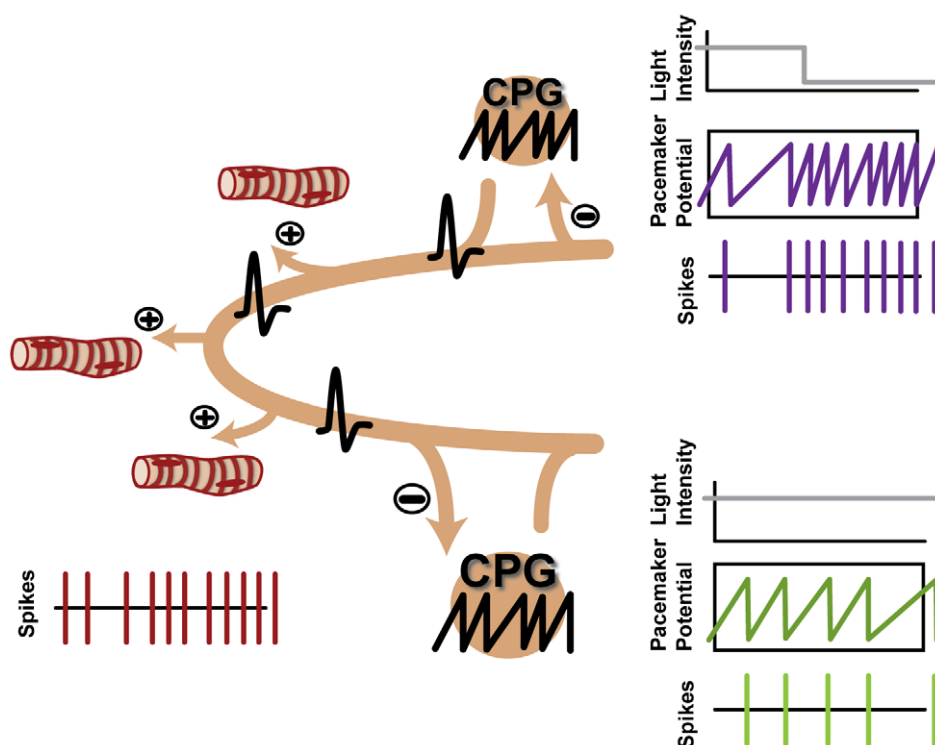 Light
Intensity
CPG
Pacemaker
Potential
+
−
Spikes
+
+
Light
Intensity
−
Pacemaker
Potential
CPG
Spikes
Spikes